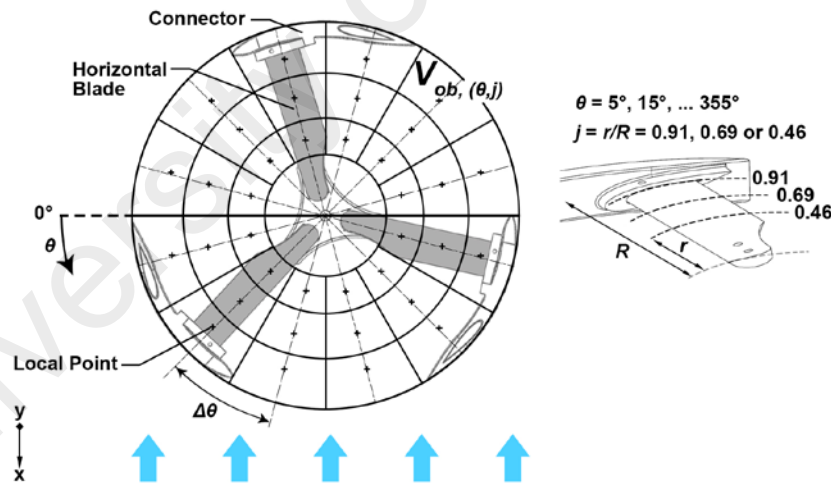 Connector
Horizontal
Blade
V ob, (θ,j)
θ = 5°, 15°, ... 355°
j = r/R = 0.91, 0.69 or 0.46
0.91
0.69
0.46
R
r
0°
θ
Local Point
Δθ
y
x